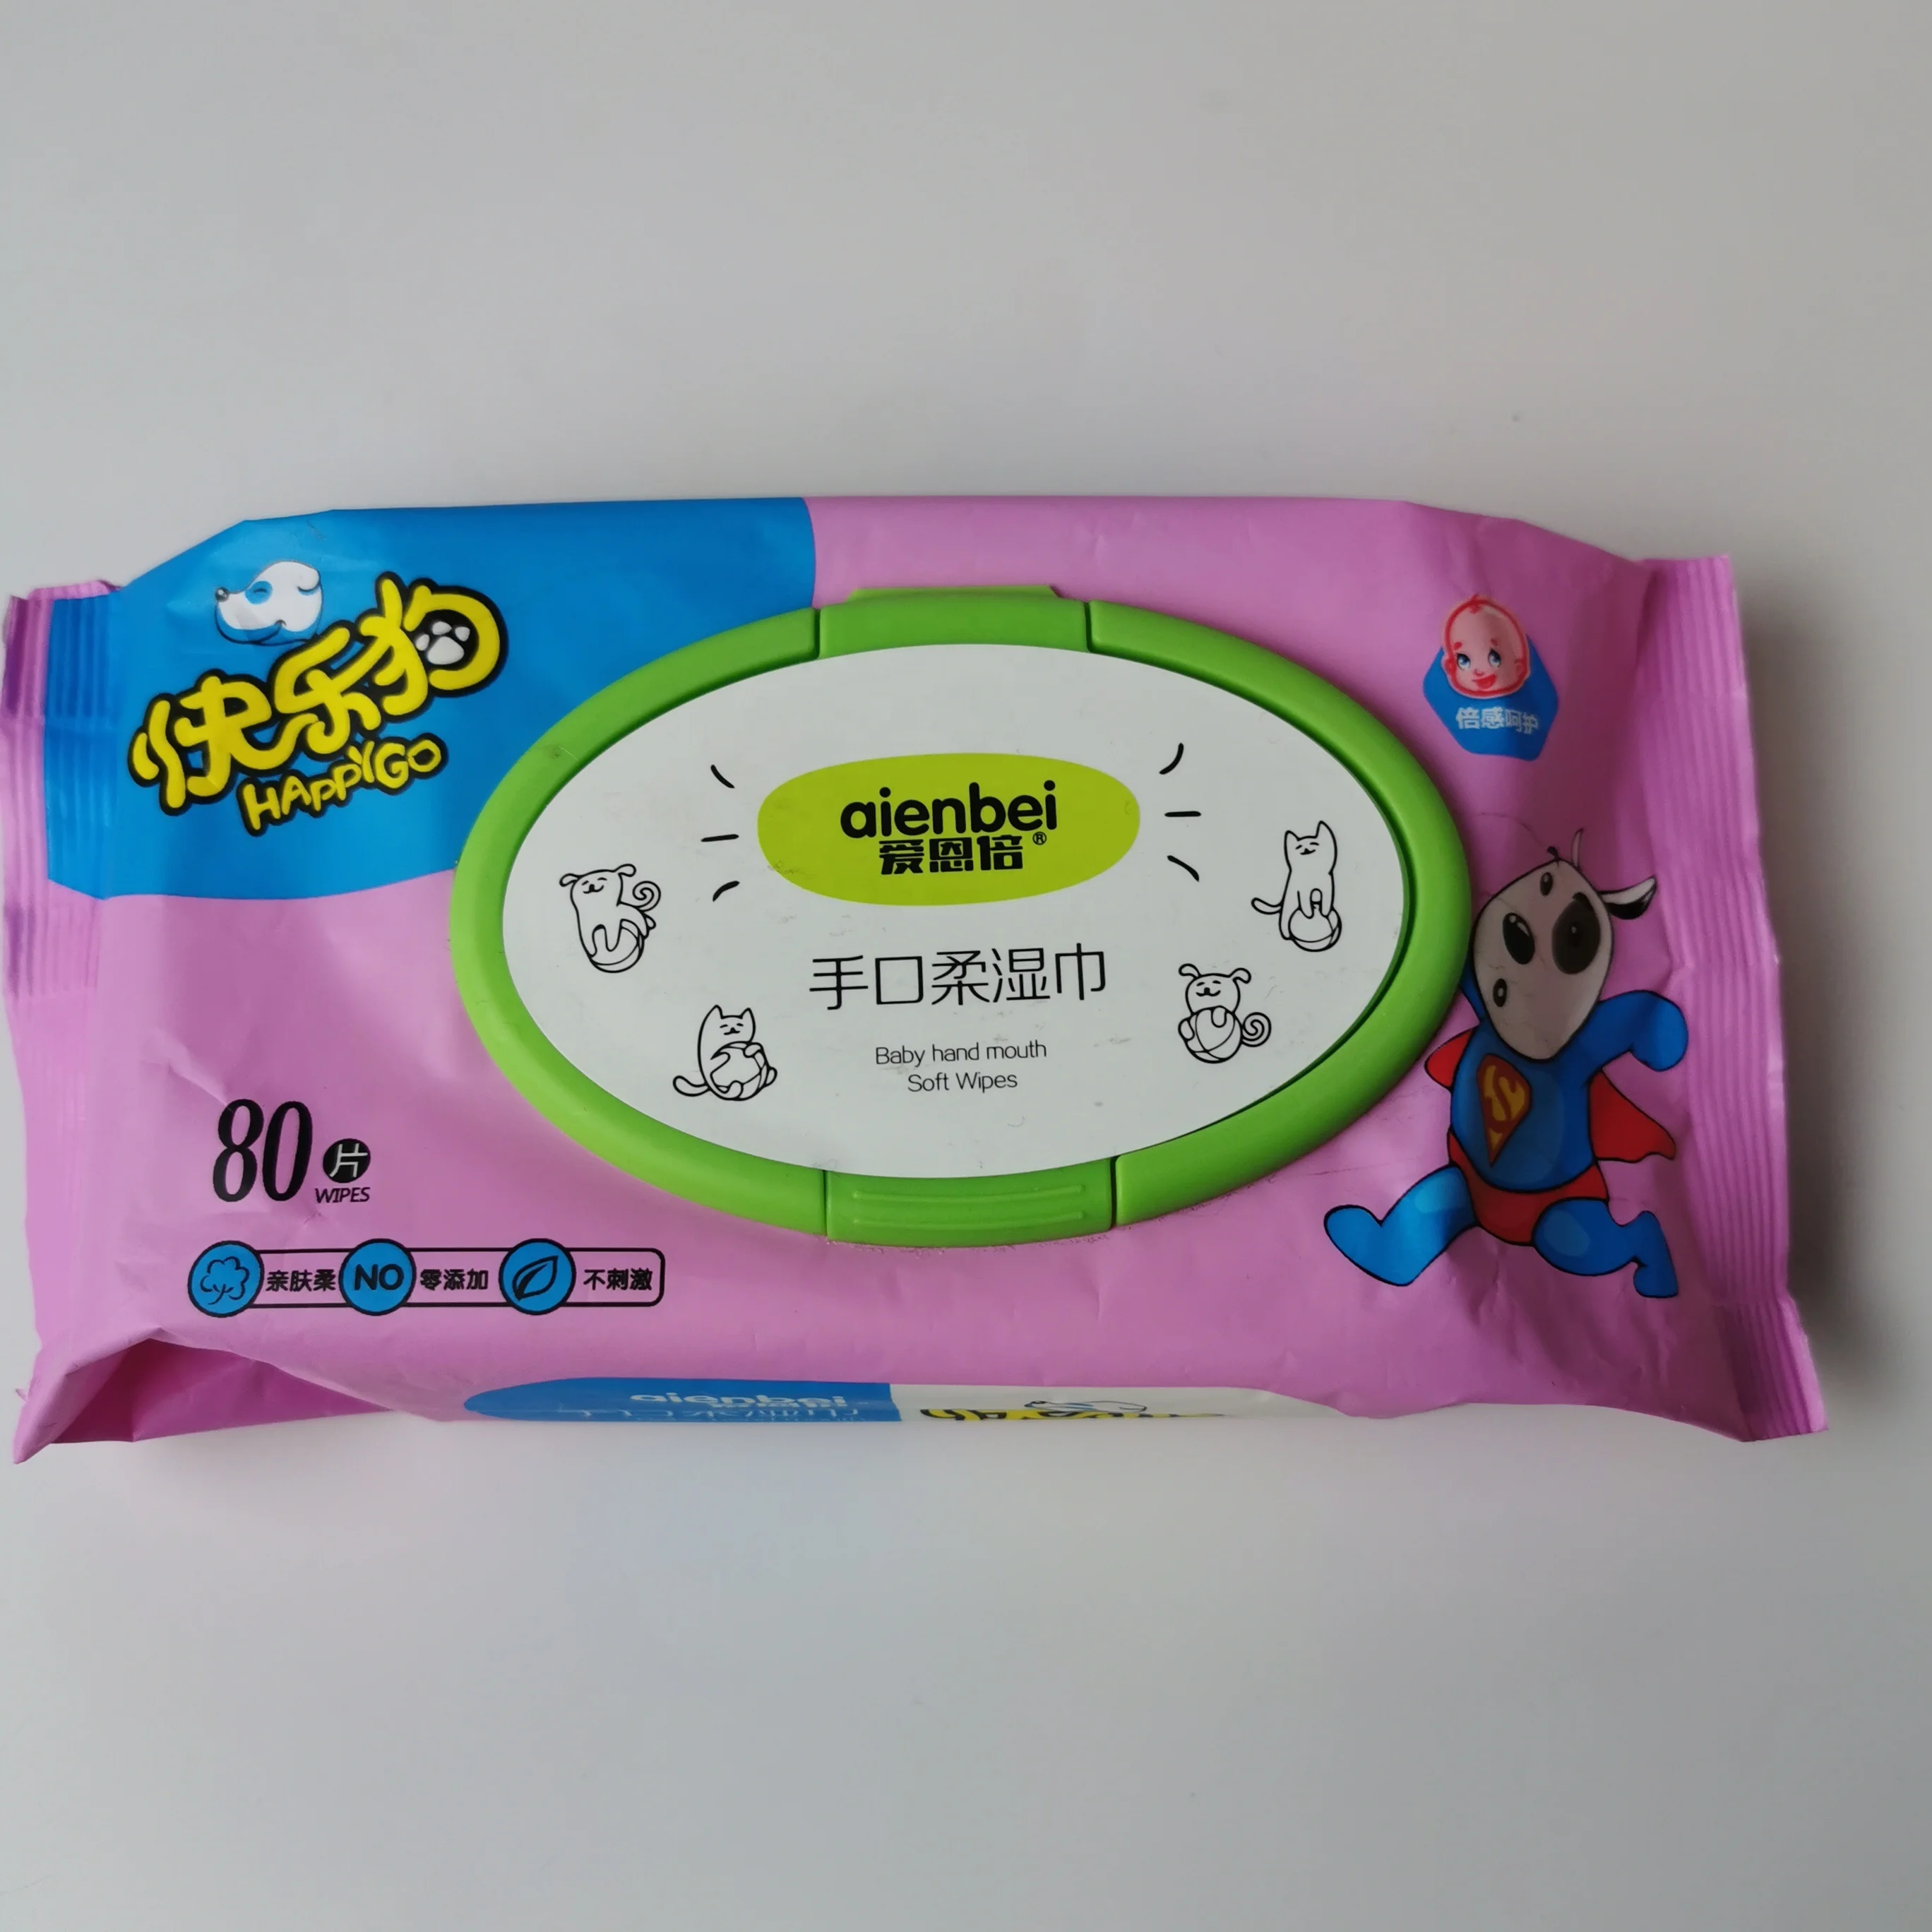 快乐狗
HAPPYGO
倍感呵护
aienbei
爱恩倍®
手口柔湿巾
Baby hand mouth
Soft Wipes
80片
WIPES
亲肤柔 NO 零添加 不刺激
aienbei